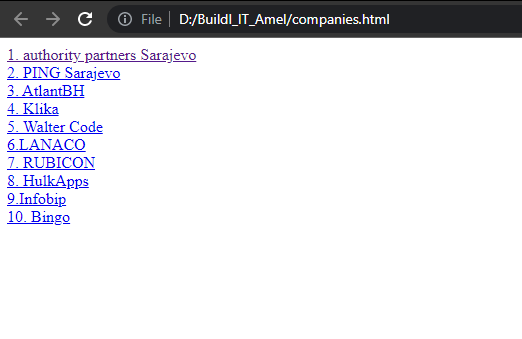 File D:/BuildI_IT_Amel/companies.html
1. authority partners Sarajevo
2. PING Sarajevo
3. AtlantBH
4. Klika
5. Walter Code
6.LANACO
7. RUBICON
8. HulkApps
9.Infobip
10. Bingo